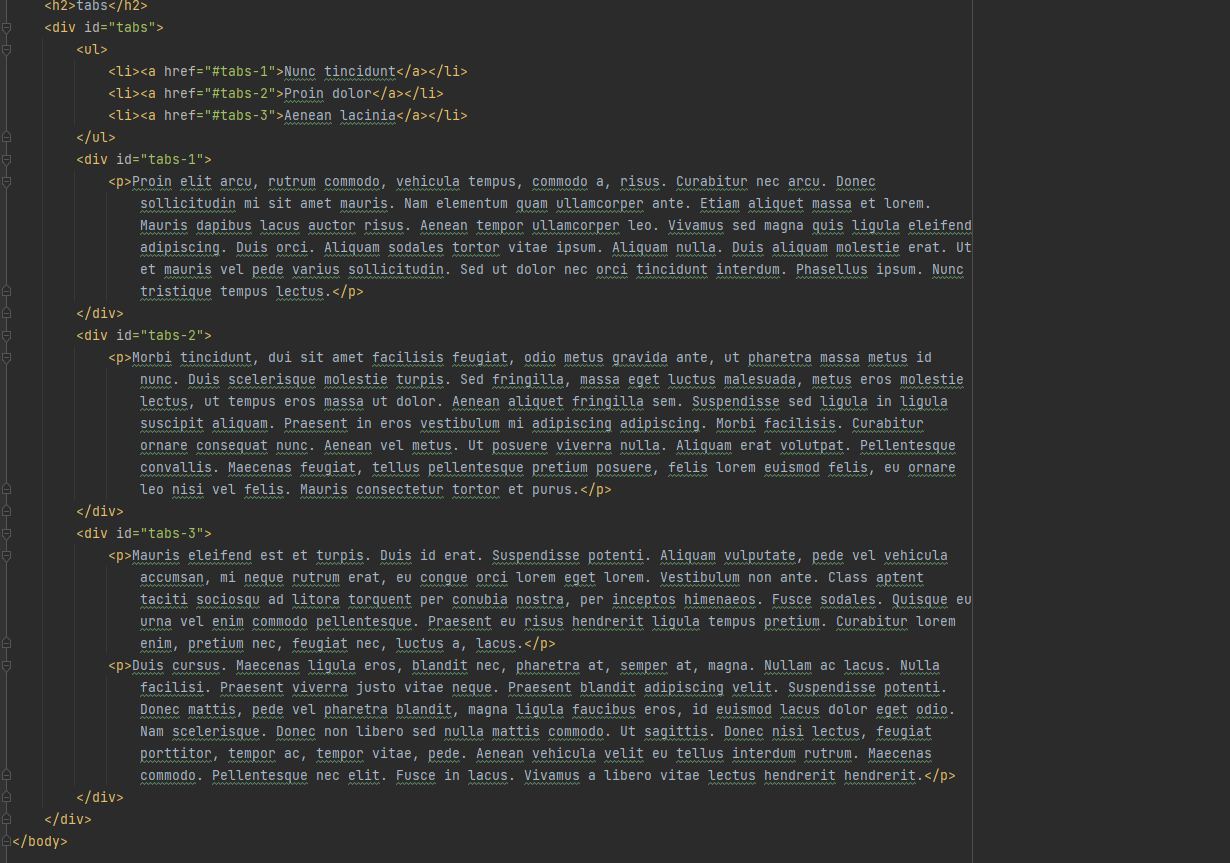 <h2>tabs</h2>
<div id="tabs">
<ul>
<li><a href="#tabs-1">Nunc tincidunt</a></li>
<li><a href="#tabs-2">Proin dolor</a></li>
<li><a href="#tabs-3">Aenean lacinia</a></li>
</ul>
<div id="tabs-1">
<p>Proin elit arcu, rutrum commodo, vehicula tempus, commodo a, risus. Curabitur nec arcu. Donec
sollicitudin mi sit amet mauris. Nam elementum quam ullamcorper ante. Etiam aliquet massa et lorem.
Mauris dapibus lacus auctor risus. Aenean tempor ullamcorper leo. Vivamus sed magna quis ligula eleifend
adipiscing. Duis orci. Aliquam sodales tortor vitae ipsum. Aliquam nulla. Duis aliquam molestie erat. Ut
et mauris vel pede varius sollicitudin. Sed ut dolor nec orci tincidunt interdum. Phasellus ipsum. Nunc
tristique tempus lectus.</p>
</div>
<div id="tabs-2">
<p>Morbi tincidunt, dui sit amet facilisis feugiat, odio metus gravida ante, ut pharetra massa metus id
nunc. Duis scelerisque molestie turpis. Sed fringilla, massa eget luctus malesuada, metus eros molestie
lectus, ut tempus eros massa ut dolor. Aenean aliquet fringilla sem. Suspendisse sed ligula in ligula
suscipit aliquam. Praesent in eros vestibulum mi adipiscing adipiscing. Morbi facilisis. Curabitur
ornare consequat nunc. Aenean vel metus. Ut posuere viverra nulla. Aliquam erat volutpat. Pellentesque
convallis. Maecenas feugiat, tellus pellentesque pretium posuere, felis lorem euismod felis, eu ornare
leo nisi vel felis. Mauris consectetur tortor et purus.</p>
</div>
<div id="tabs-3">
<p>Mauris eleifend est et turpis. Duis id erat. Suspendisse potenti. Aliquam vulputate, pede vel vehicula
accumsan, mi neque rutrum erat, eu congue orci lorem eget lorem. Vestibulum non ante. Class aptent
taciti sociosqu ad litora torquent per conubia nostra, per inceptos himenaeos. Fusce sodales. Quisque eu
urna vel enim commodo pellentesque. Praesent eu risus hendrerit ligula tempus pretium. Curabitur lorem
enim, pretium nec, feugiat nec, luctus a, lacus.</p>
<p>Duis cursus. Maecenas ligula eros, blandit nec, pharetra at, semper at, magna. Nullam ac lacus. Nulla
facilisi. Praesent viverra justo vitae neque. Praesent blandit adipiscing velit. Suspendisse potenti.
Donec mattis, pede vel pharetra blandit, magna ligula faucibus eros, id euismod lacus dolor eget odio.
Nam scelerisque. Donec non libero sed nulla mattis commodo. Ut sagittis. Donec nisi lectus, feugiat
porttitor, tempor ac, tempor vitae, pede. Aenean vehicula velit eu tellus interdum rutrum. Maecenas
commodo. Pellentesque nec elit. Fusce in lacus. Vivamus a libero vitae lectus hendrerit hendrerit.</p>
</div>
</div>
</body>